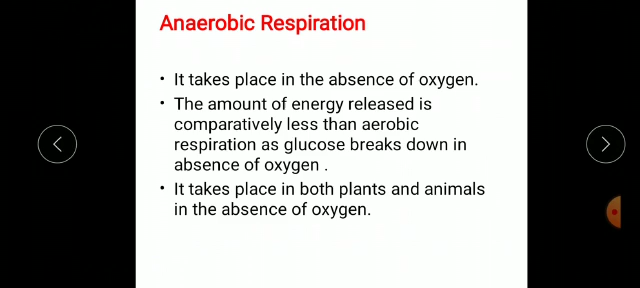 Anaerobic Respiration
• It takes place in the absence of oxygen.
• The amount of energy released is
comparatively less than aerobic
respiration as glucose breaks down in
absence of oxygen .
• It takes place in both plants and animals
in the absence of oxygen.